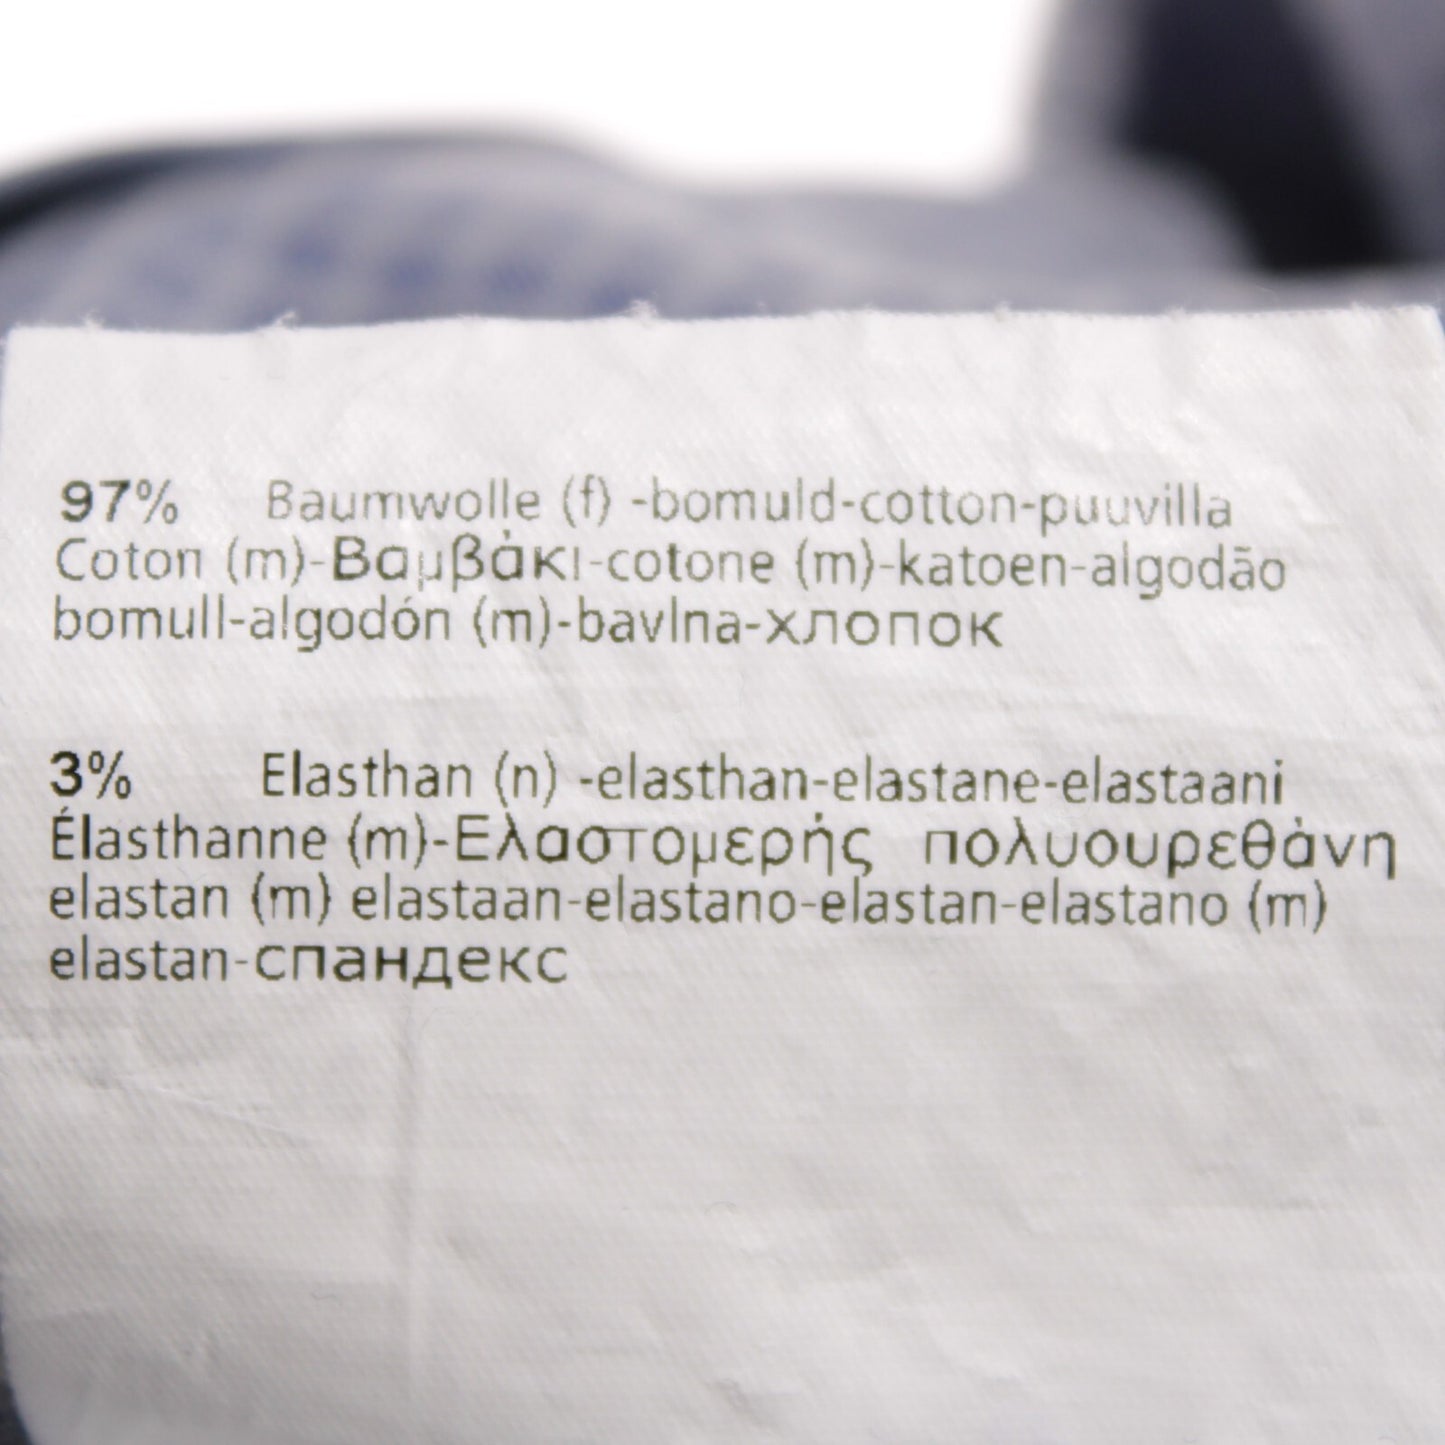 97% Baumwolle (f) -bomuld-cotton-puuvilla
Coton (m)-Βαμβάκι-cotone (m)-katoen-algodão
bomull-algodón (m)-bavlna-хлопок
3% Elasthan (n) -elasthan-elastane-elastaani
Élasthanne (m)-Ελαστομερής πολυουρεθάνη
elastan (m) elastaan-elastano-elastan-elastano (m)
elastan-спандекс